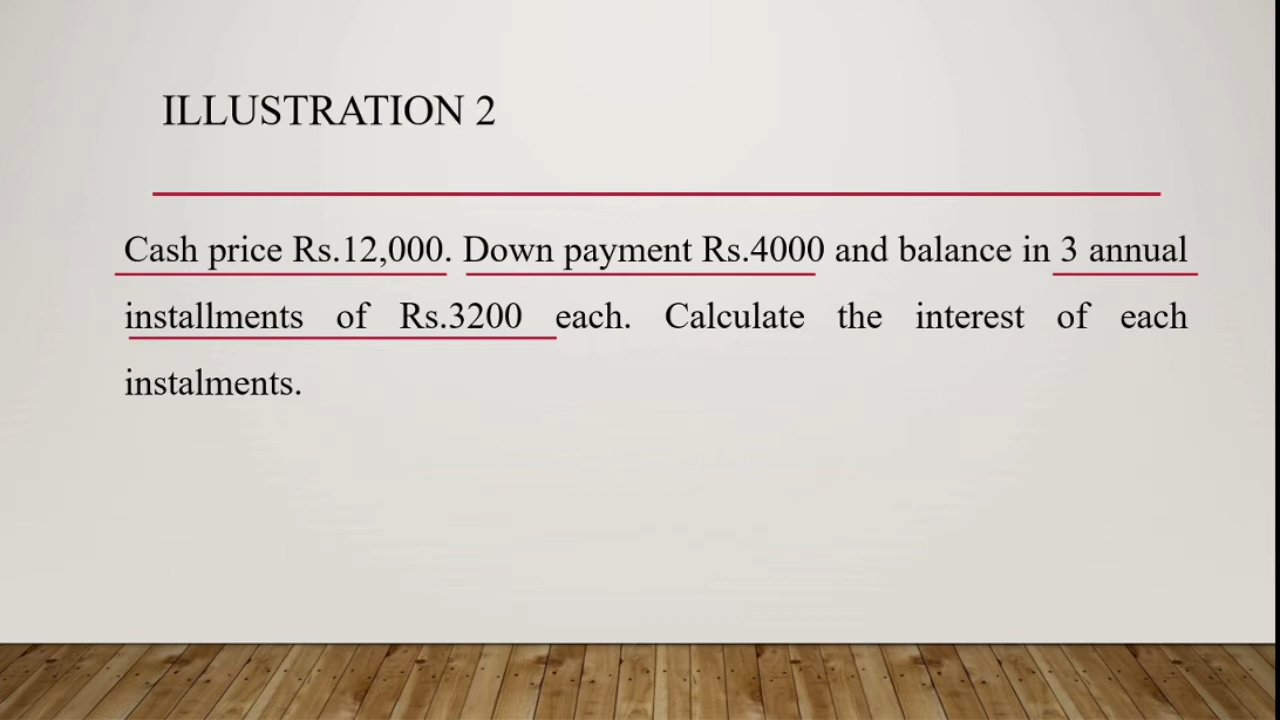 ILLUSTRATION 2
Cash price Rs.12,000. Down payment Rs.4000 and balance in 3 annual
installments of Rs.3200 each. Calculate the interest of each
instalments.